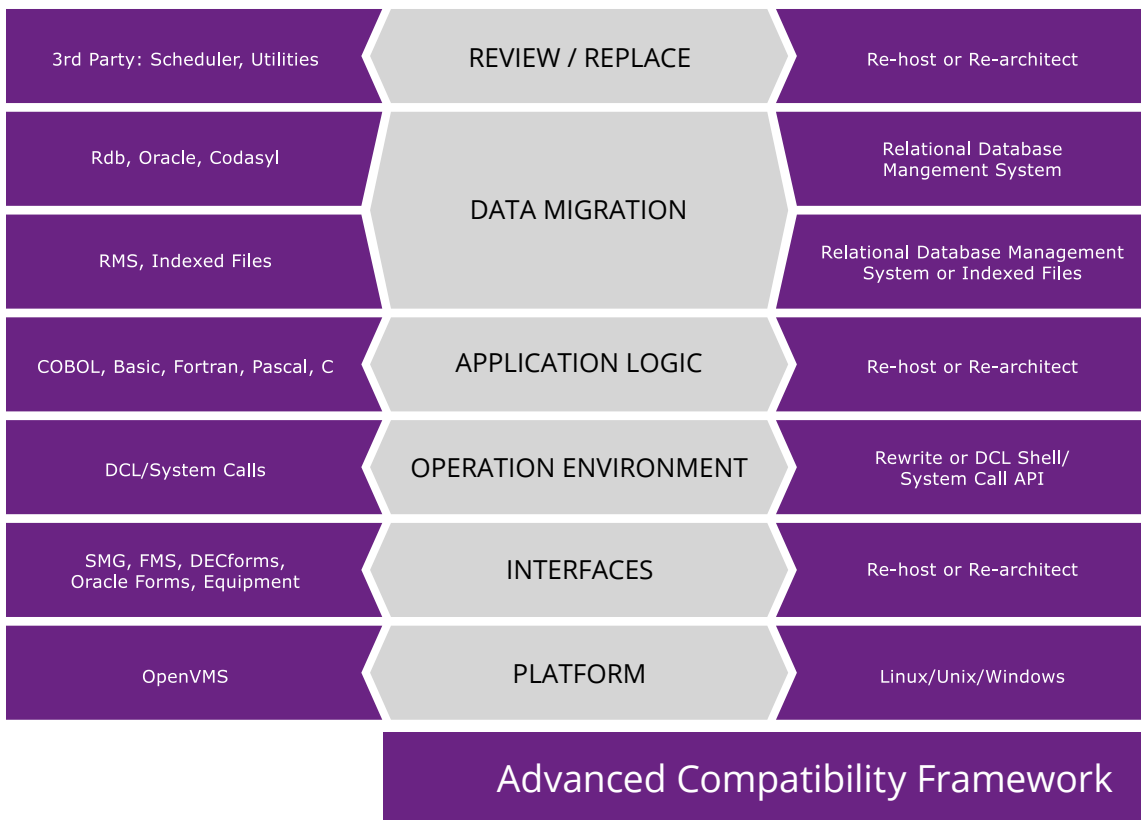 3rd Party: Scheduler, Utilities
REVIEW / REPLACE
Re-host or Re-architect
Rdb, Oracle, Codasyl
DATA MIGRATION
Relational Database
Mangement System
RMS, Indexed Files
Relational Database Management
System or Indexed Files
COBOL, Basic, Fortran, Pascal, C
APPLICATION LOGIC
Re-host or Re-architect
DCL/System Calls
OPERATION ENVIRONMENT
Rewrite or DCL Shell/
System Call API
SMG, FMS, DECforms,
Oracle Forms, Equipment
INTERFACES
Re-host or Re-architect
OpenVMS
PLATFORM
Linux/Unix/Windows
Advanced Compatibility Framework